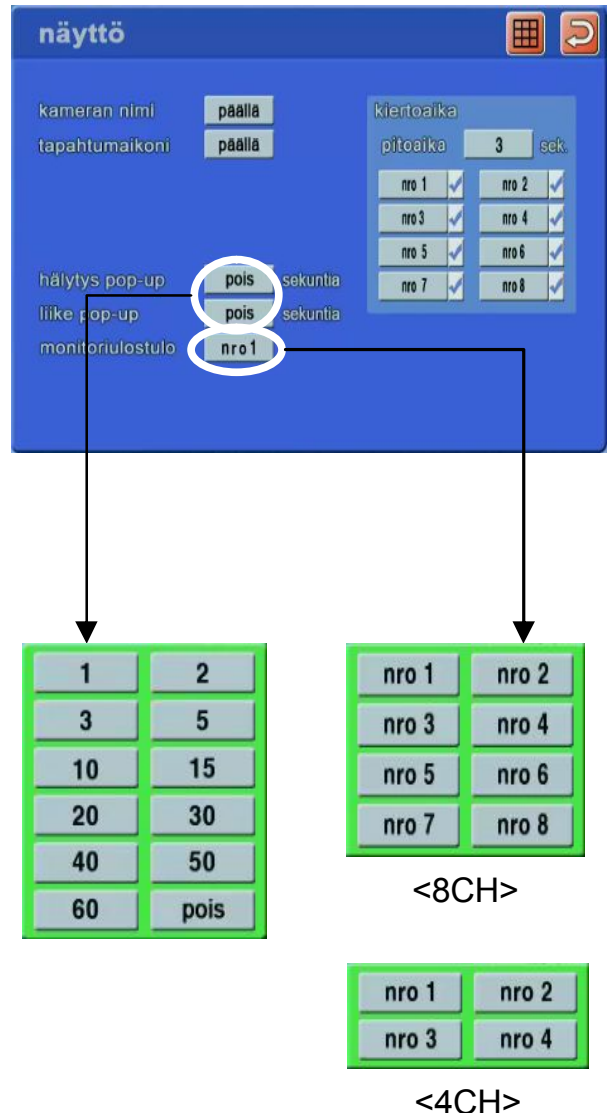 näyttö
kameran nimi päällä
tapahtumaikoni päällä
kiertoaika
pitoaika 3 sek.
nro 1 nro 2
nro 3 nro 4
nro 5 nro 6
nro 7 nro 8
hälytys pop-up pois sekuntia
liike pop-up pois sekuntia
monitoriulostulo nro1
1 2
3 5
10 15
20 30
40 50
60 pois
nro 1 nro 2
nro 3 nro 4
nro 5 nro 6
nro 7 nro 8
<8CH>
nro 1 nro 2
nro 3 nro 4
<4CH>